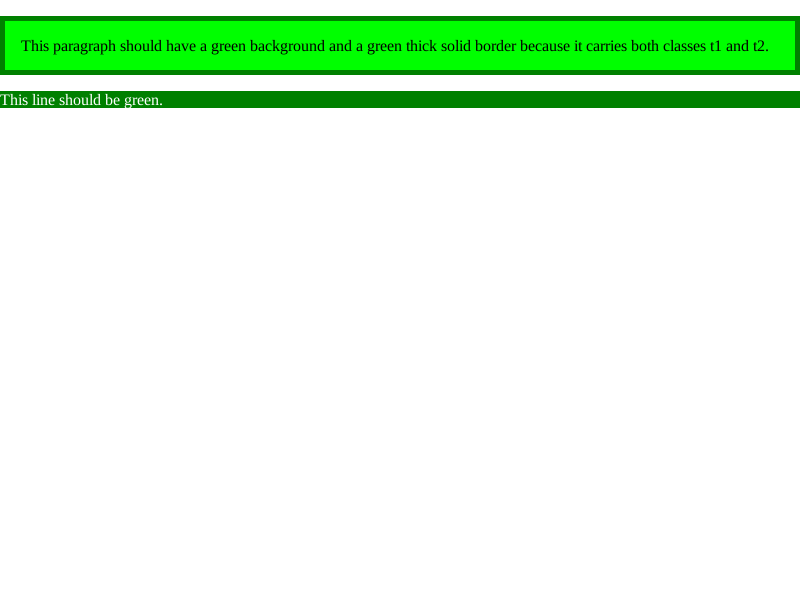 This paragraph should have a green background and a green thick solid border because it carries both classes t1 and t2.
This line should be green.